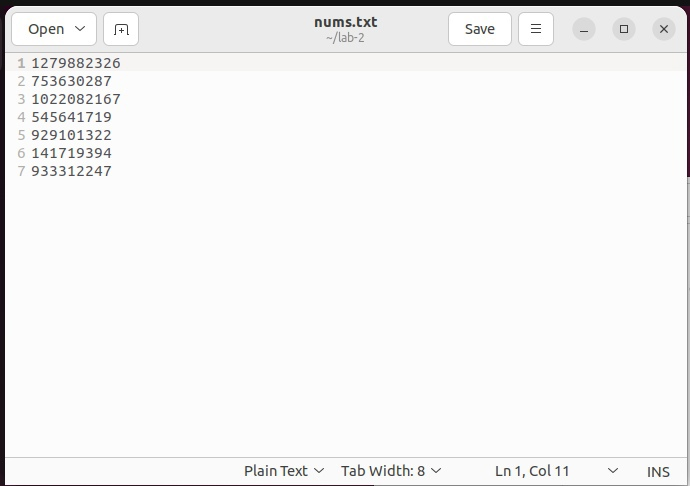 Open nums.txt Save
~/lab-2
1 1279882326
2 753630287
3 1022082167
4 545641719
5 929101322
6 141719394
7 933312247
Plain Text Tab Width: 8 Ln 1, Col 11 INS